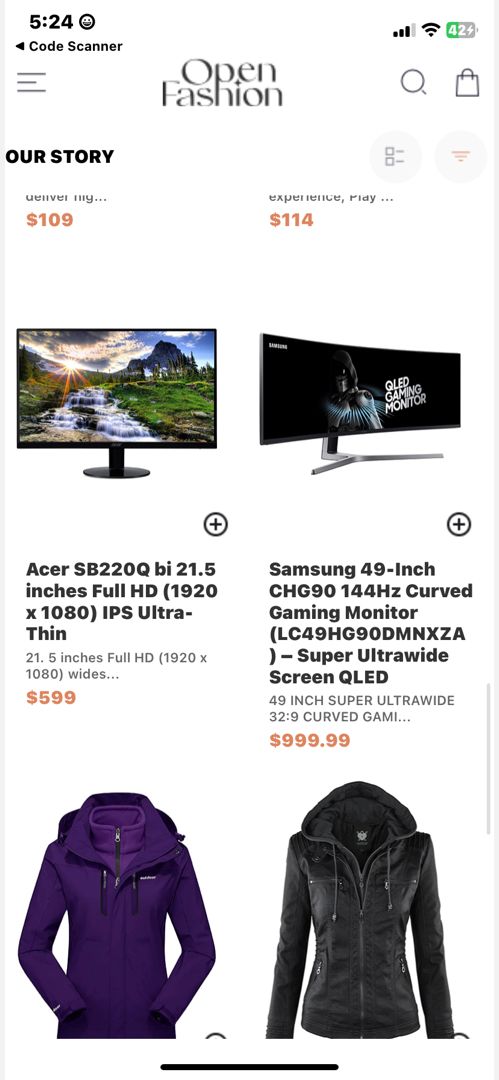 5:24
42
◀ Code Scanner
Open
Fashion
OUR STORY
deliver hig...
experience, Play ...
$109
$114
SAMSUNG
QLED
GAMING
MONITOR
acer
Acer SB220Q bi 21.5
inches Full HD (1920
x 1080) IPS Ultra-
Thin
21. 5 inches Full HD (1920 x
1080) wides...
$599
Samsung 49-Inch
CHG90 144Hz Curved
Gaming Monitor
(LC49HG90DMNXZA
) – Super Ultrawide
Screen QLED
49 INCH SUPER ULTRAWIDE
32:9 CURVED GAMI...
$999.99
outdoor